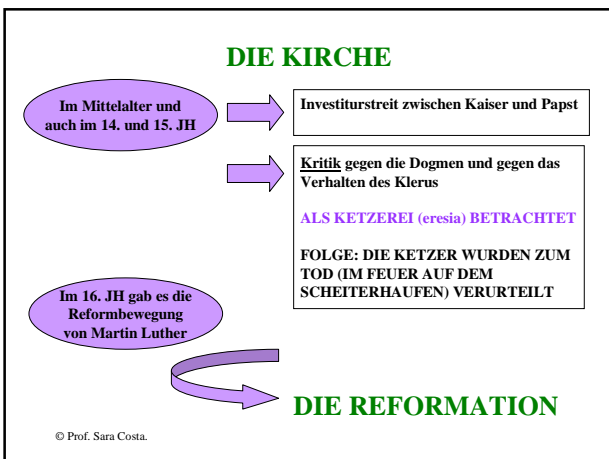 DIE KIRCHE
Im Mittelalter und
auch im 14. und 15. JH
Investiturstreit zwischen Kaiser und Papst
Kritik gegen die Dogmen und gegen das
Verhalten des Klerus
ALS KETZEREI (eresia) BETRACHTET
FOLGE: DIE KETZER WURDEN ZUM
TOD (IM FEUER AUF DEM
SCHEITERHAUFEN) VERURTEILT
Im 16. JH gab es die
Reformbewegung
von Martin Luther
DIE REFORMATION
© Prof. Sara Costa.